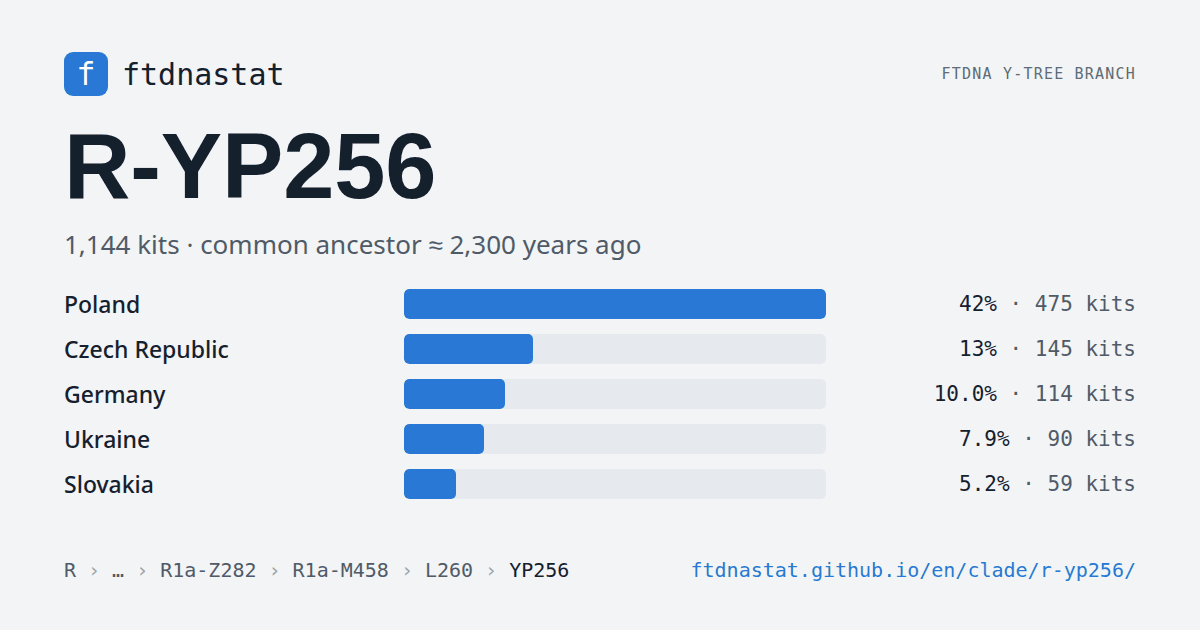 f ftdnastat
FTDNA Y-TREE BRANCH
R-YP256
1,144 kits · common ancestor ≈ 2,300 years ago
Poland 42% · 475 kits
Czech Republic 13% · 145 kits
Germany 10.0% · 114 kits
Ukraine 7.9% · 90 kits
Slovakia 5.2% · 59 kits
R › … › R1a-Z282 › R1a-M458 › L260 › YP256
ftdnastat.github.io/en/clade/r-yp256/